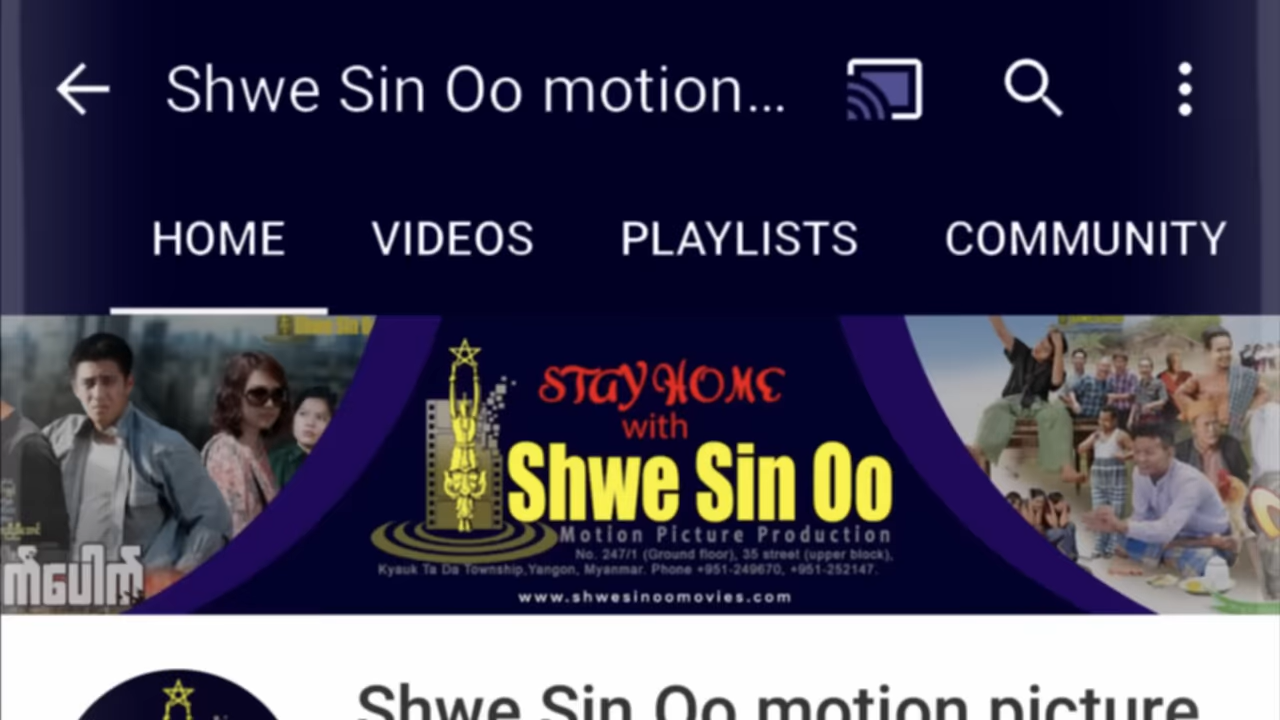 Shwe Sin Oo motion...
HOME VIDEOS PLAYLISTS COMMUNITY
Shwe Sin O
STAY HOME
with
Shwe Sin Oo
Motion Picture Production
No. 247/1 (Ground floor), 35 street (upper block),
Kyauk Ta Da Township,Yangon, Myanmar. Phone +951-249670, +951-252147.
www.shwesinoomovies.com
Shwe Sin Oo motion picture